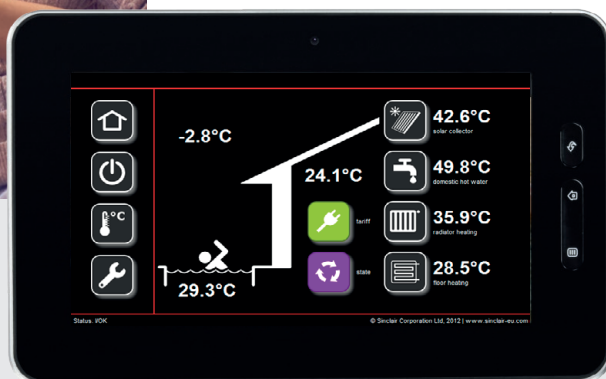 -2.8°C
24.1°C
42.6°C
solar collector
49.8°C
domestic hot water
35.9°C
radiator heating
28.5°C
floor heating
tariff
state
29.3°C
°C
Status: I/OK
© Sinclair Corporation Ltd, 2012 | www.sinclair-eu.com